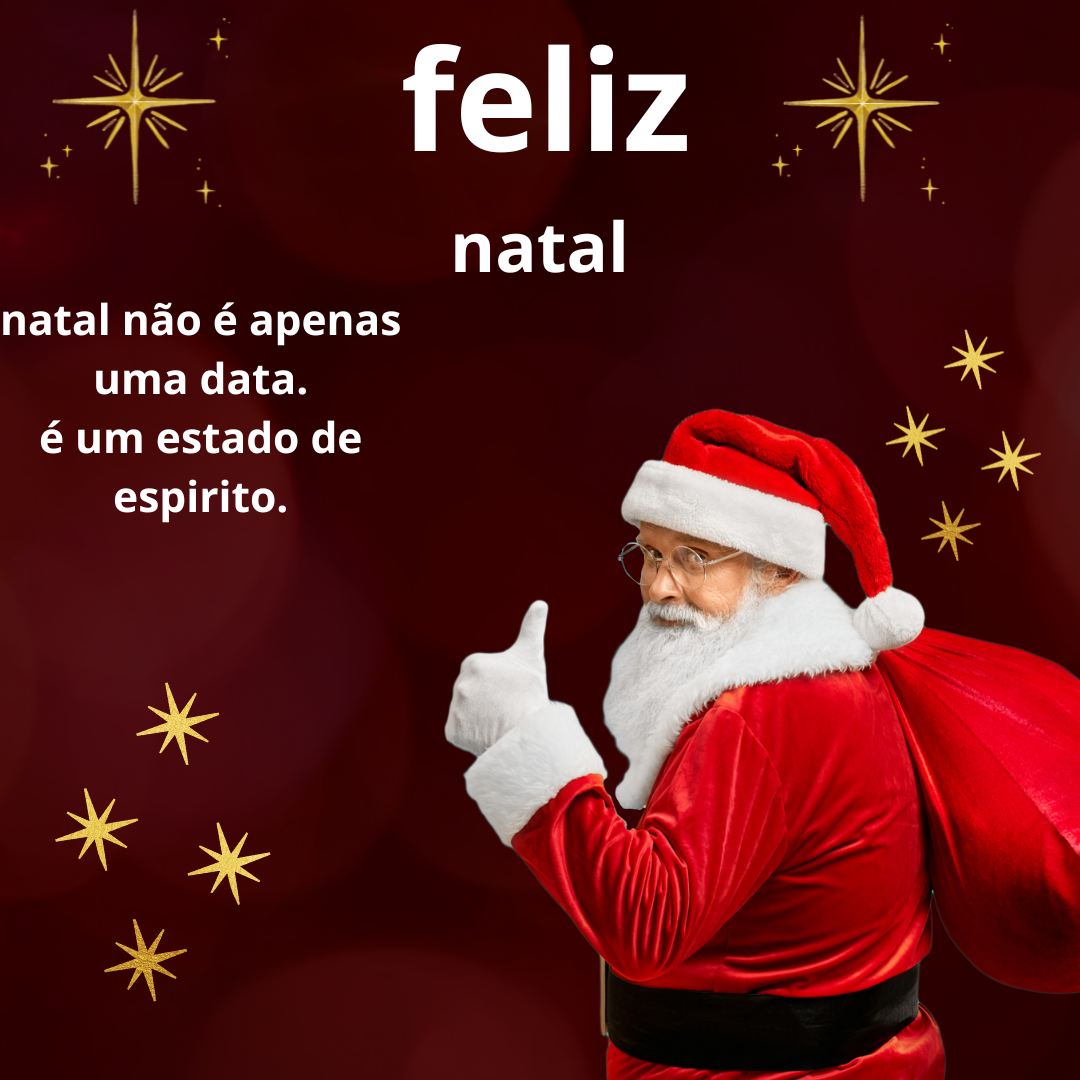 feliz
natal
natal não é apenas
uma data.
é um estado de
espirito.